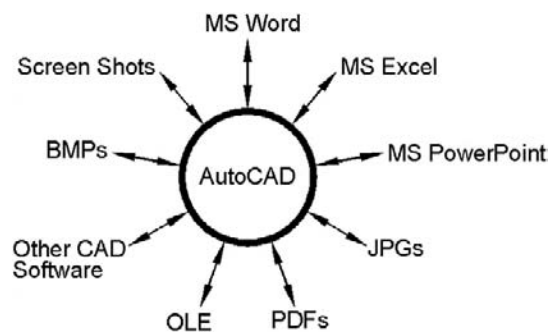 MS Word
Screen Shots
MS Excel
BMPs
AutoCAD
MS PowerPoint
Other CAD
Software
JPGs
OLE
PDFs